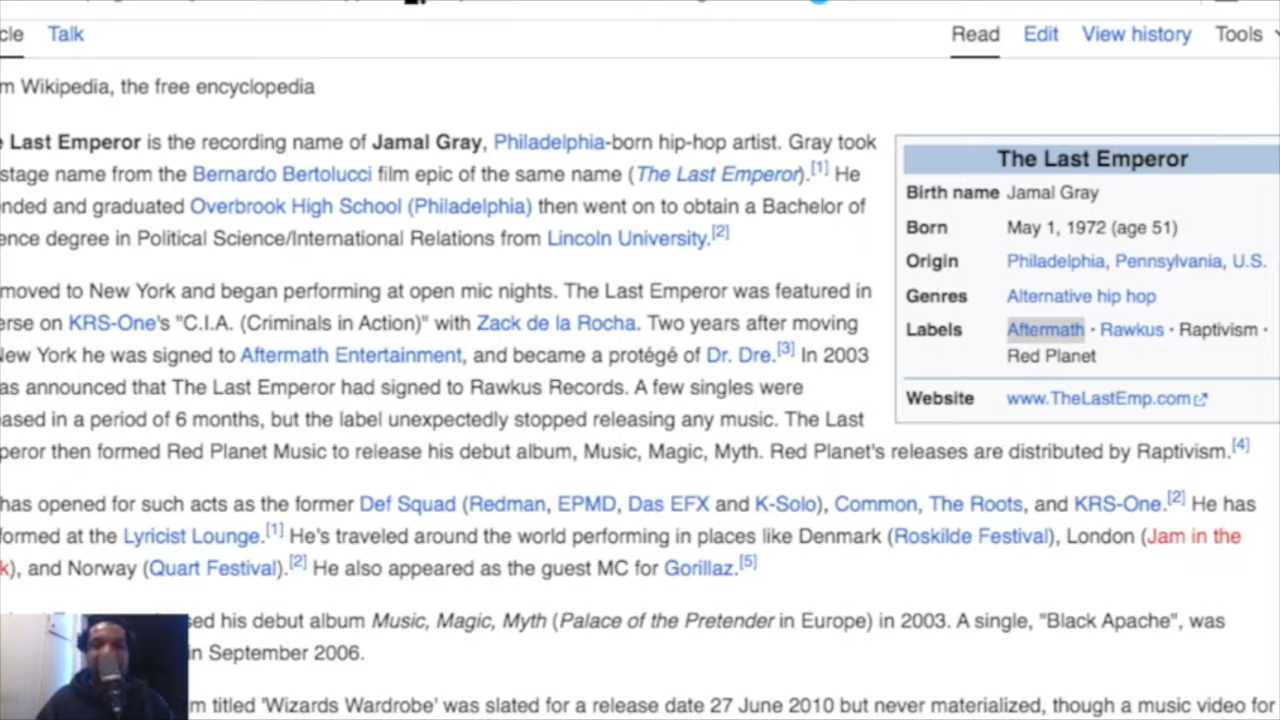 Talk
Read Edit View history Tools
Wikipedia, the free encyclopedia
Last Emperor is the recording name of Jamal Gray, Philadelphia-born hip-hop artist. Gray took
stage name from the Bernardo Bertolucci film epic of the same name (The Last Emperor).[1] He
and graduated Overbrook High School (Philadelphia) then went on to obtain a Bachelor of
degree in Political Science/International Relations from Lincoln University.[2]
The Last Emperor
Birth name Jamal Gray
Born May 1, 1972 (age 51)
Origin Philadelphia, Pennsylvania, U.S.
Genres Alternative hip hop
Labels Aftermath · Rawkus · Raptivism ·
Red Planet
Website www.TheLastEmp.com
moved to New York and began performing at open mic nights. The Last Emperor was featured in
on KRS-One's "C.I.A. (Criminals in Action)" with Zack de la Rocha. Two years after moving
New York he was signed to Aftermath Entertainment, and became a protégé of Dr. Dre.[3] In 2003
was announced that The Last Emperor had signed to Rawkus Records. A few singles were
in a period of 6 months, but the label unexpectedly stopped releasing any music. The Last
then formed Red Planet Music to release his debut album, Music, Magic, Myth. Red Planet's releases are distributed by Raptivism.[4]
has opened for such acts as the former Def Squad (Redman, EPMD, Das EFX and K-Solo), Common, The Roots, and KRS-One.[2] He has
at the Lyricist Lounge.[1] He's traveled around the world performing in places like Denmark (Roskilde Festival), London (Jam in the
and Norway (Quart Festival).[2] He also appeared as the guest MC for Gorillaz.[5]
his debut album Music, Magic, Myth (Palace of the Pretender in Europe) in 2003. A single, "Black Apache", was
in September 2006.
titled 'Wizards Wardrobe' was slated for a release date 27 June 2010 but never materialized, though a music video for